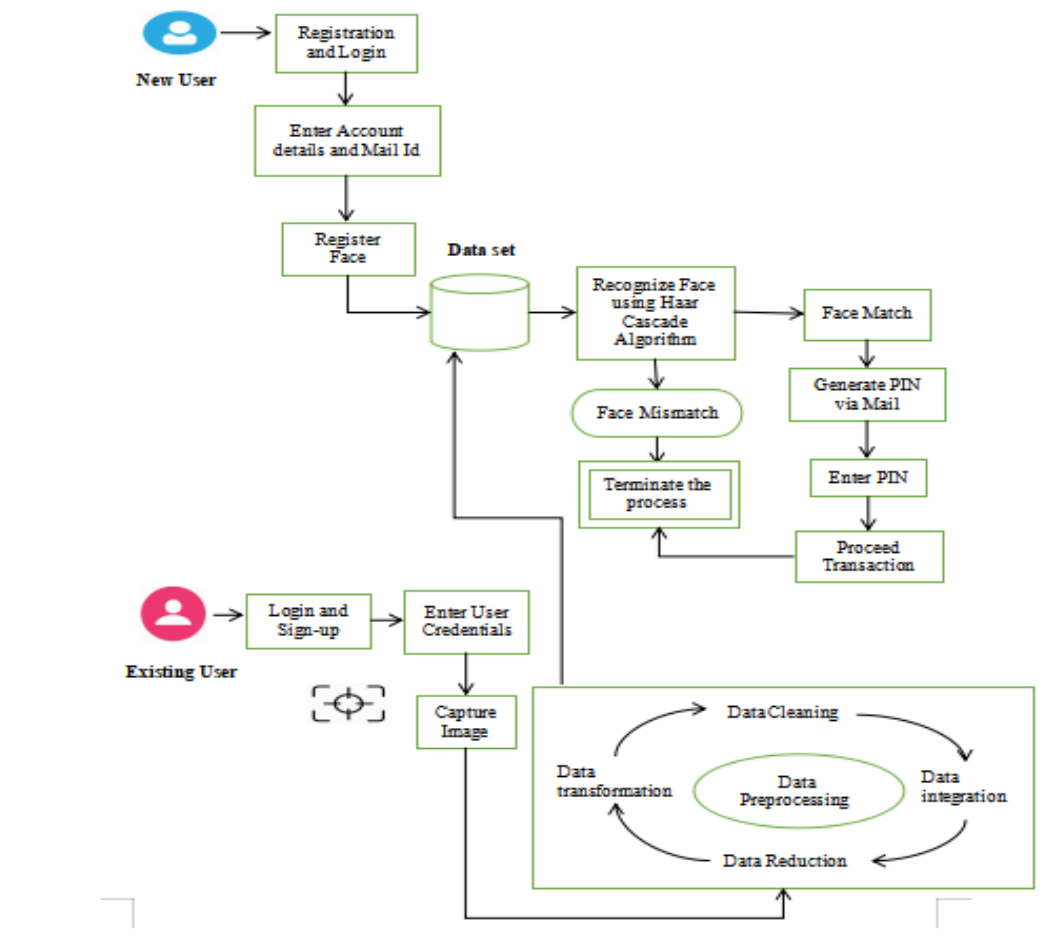 Registration
and Login
New User
Enter Account
details and Mail Id
Register
Face
Data set
Recognize Face
using Haar
Cascade
Algorithm
Face Match
Generate PIN
via Mail
Face Mismatch
Enter PIN
Terminate the
process
Proceed
Transaction
Login and
Sign-up
Enter User
Credentials
Existing User
Capture
Image
Data Cleaning
Data
transformation
Data
Preprocessing
Data
integration
Data Reduction